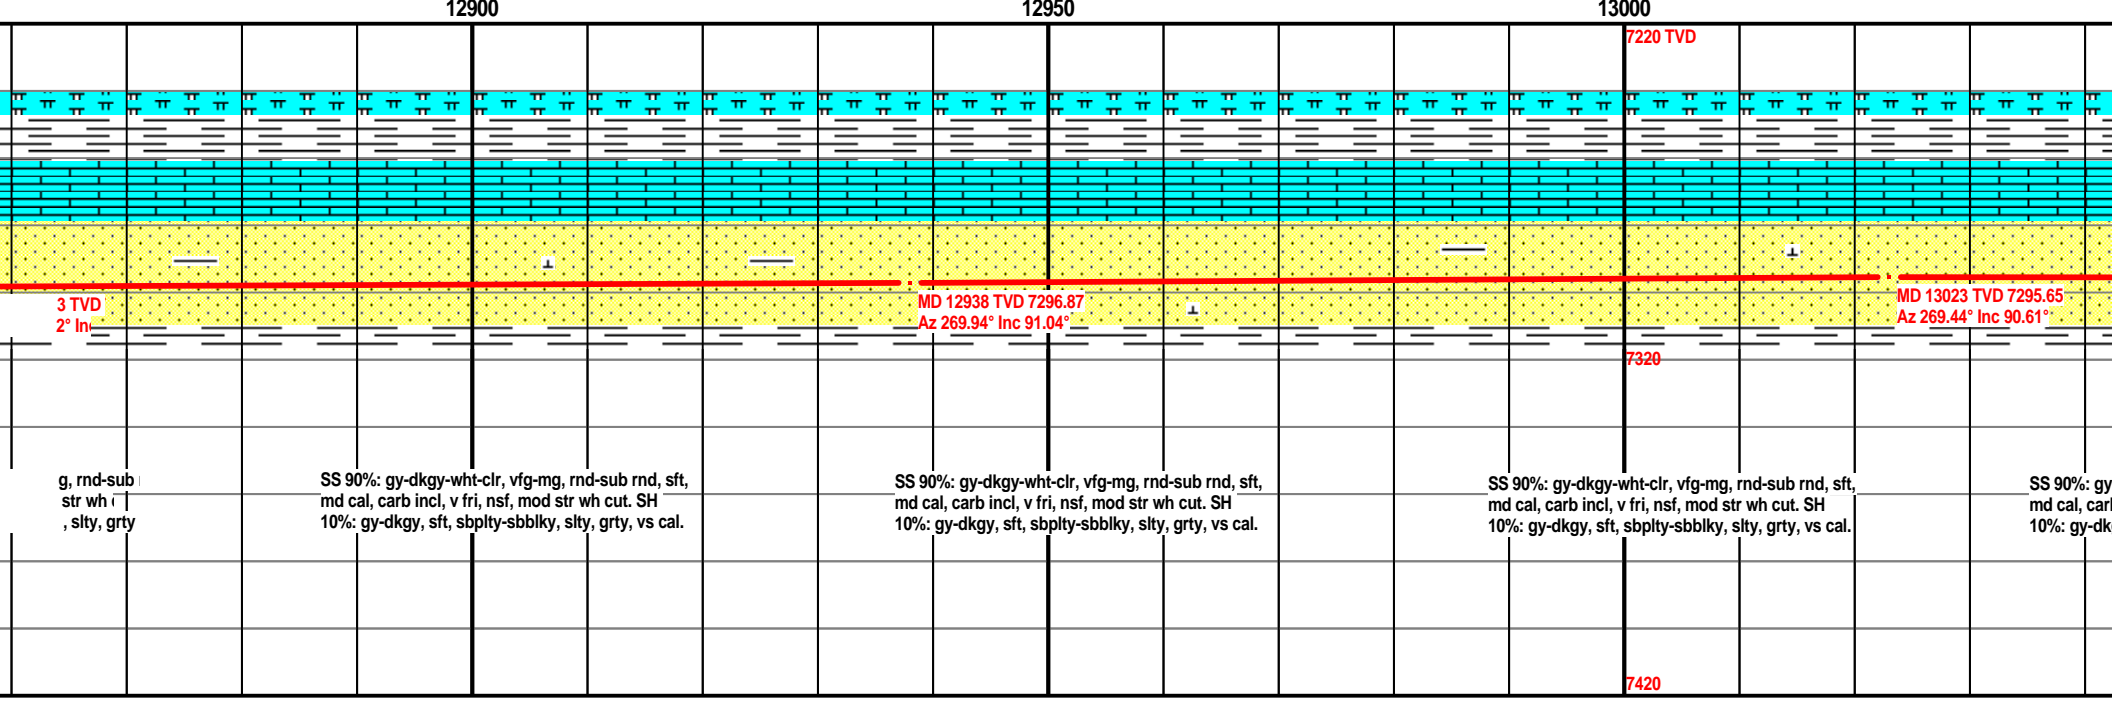 12900
12950
13000
7220 TVD
3 TVD
2°
MD 12938 TVD 7296.87
Az 269.94° Inc 91.04°
MD 13023 TVD 7295.65
Az 269.44° Inc 90.61°
7320
g, rnd-sub
str wh
, slty, grty
SS 90%: gy-dkgy-wht-clr, vfg-mg, rnd-sub rnd, sft,
md cal, carb incl, v fri, nsf, mod str wh cut. SH
10%: gy-dkgy, sft, sbplty-sbblky, slty, grty, vs cal.
SS 90%: gy-dkgy-wht-clr, vfg-mg, rnd-sub rnd, sft,
md cal, carb incl, v fri, nsf, mod str wh cut. SH
10%: gy-dkgy, sft, sbplty-sbblky, slty, grty, vs cal.
SS 90%: gy-dkgy-wht-clr, vfg-mg, rnd-sub rnd, sft,
md cal, carb incl, v fri, nsf, mod str wh cut. SH
10%: gy-dkgy, sft, sbplty-sbblky, slty, grty, vs cal.
SS 90%: gy
md cal,
10%:
7420